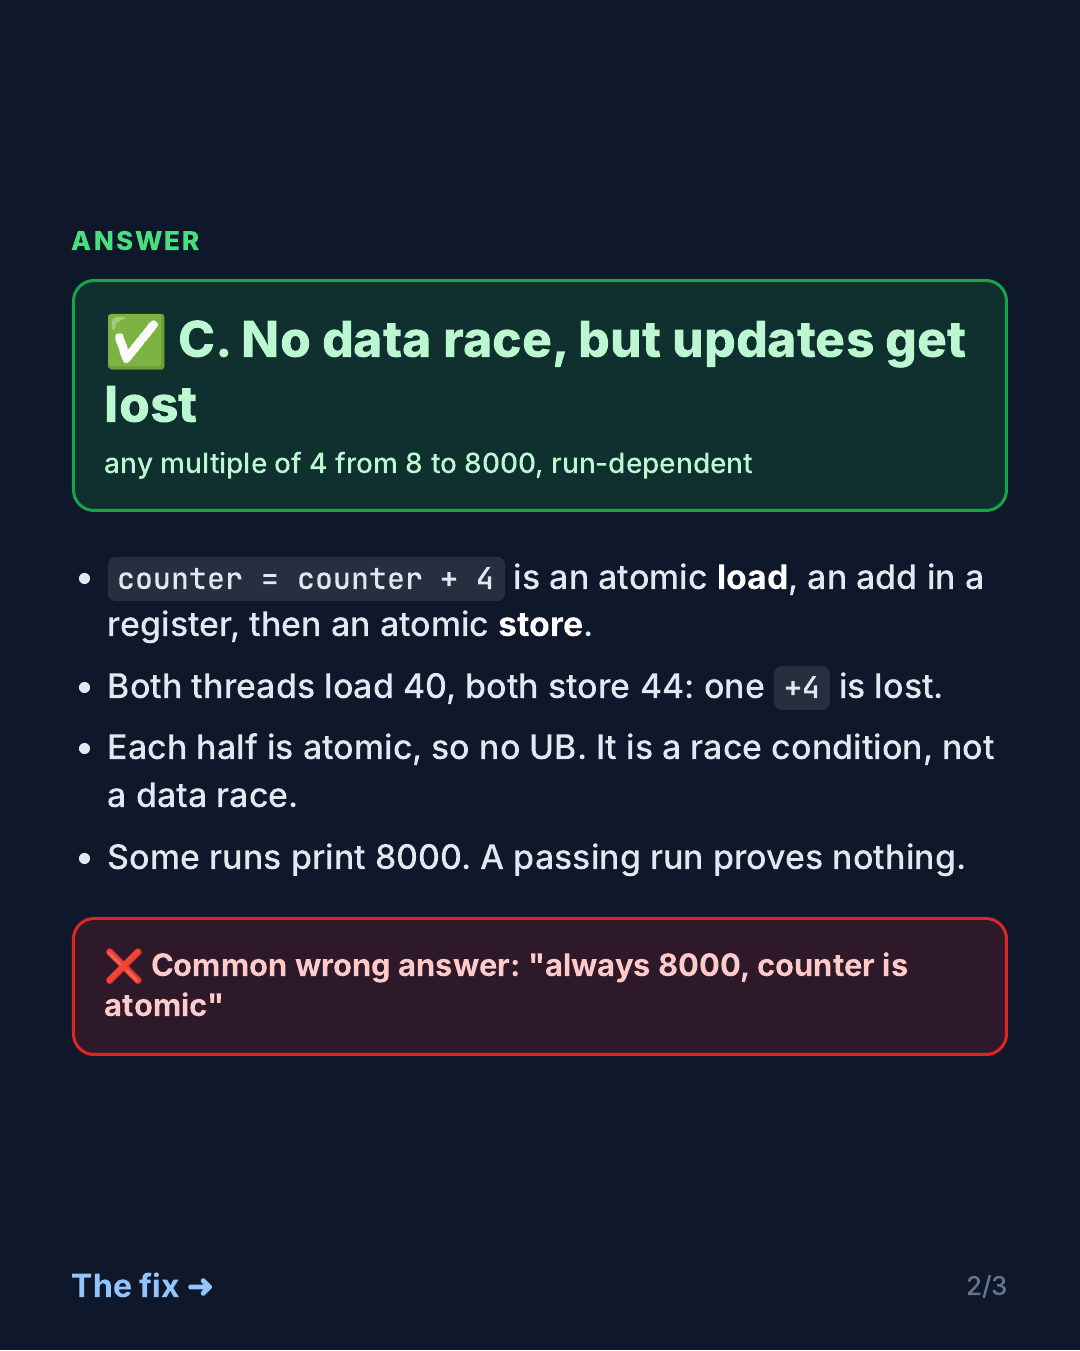 ANSWER
✅ C. No data race, but updates get
lost
any multiple of 4 from 8 to 8000, run-dependent
• counter = counter + 4 is an atomic load, an add in a
register, then an atomic store.
• Both threads load 40, both store 44: one +4 is lost.
• Each half is atomic, so no UB. It is a race condition, not
a data race.
• Some runs print 8000. A passing run proves nothing.
❌ Common wrong answer: "always 8000, counter is
atomic"
The fix ➜
2/3